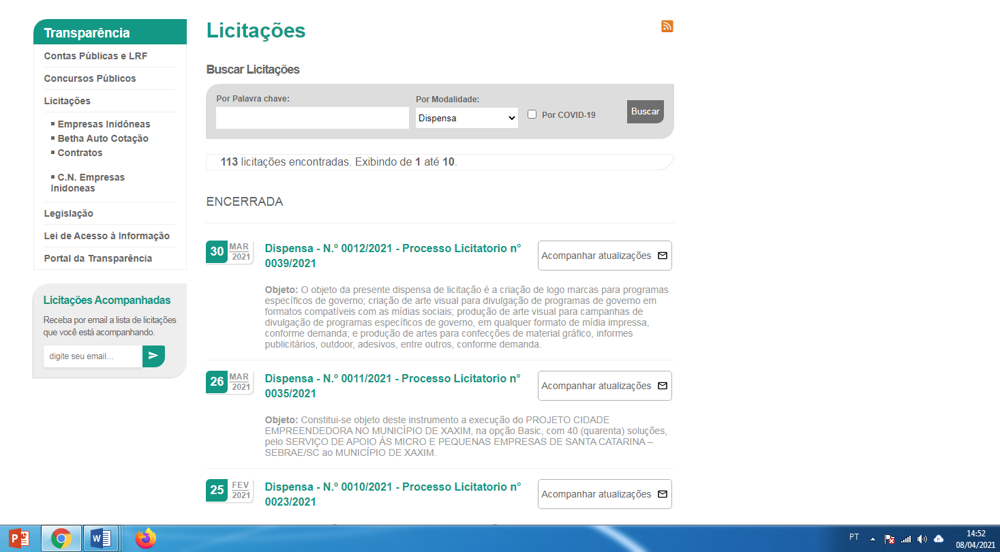 Transparência
Contas Públicas e LRF
Concursos Públicos
Licitações
Empresas Inidôneas
Betha Auto Cotação
Contratos
C.N. Empresas
Inidoneas
Legislação
Lei de Acesso à Informação
Portal da Transparência
Licitações Acompanhadas
Receba por email a lista de licitações
que você está acompanhando.
digite seu email...
Licitações
Buscar Licitações
Por Palavra chave:
Por Modalidade:
Dispensa
Por COVID-19
Buscar
113 licitações encontradas. Exibindo de 1 até 10.
ENCERRADA
30 MAR
2021
Dispensa - N.º 0012/2021 - Processo Licitatorio n°
0039/2021
Acompanhar atualizações
Objeto: O objeto da presente dispensa de licitação é a criação de logo marcas para programas
específicos de governo; criação de arte visual para divulgação de programas de governo em
formatos compatíveis com as mídias sociais; produção de arte visual para campanhas de
divulgação de programas específicos de governo, em qualquer formato de mídia impressa,
conforme demanda; e produção de artes para confecções de material gráfico, informes
publicitários, outdoor, adesivos, entre outros, conforme demanda.
26 MAR
2021
Dispensa - N.º 0011/2021 - Processo Licitatorio n°
0035/2021
Acompanhar atualizações
Objeto: Constitui-se objeto deste instrumento a execução do PROJETO CIDADE
EMPREENDEDORA NO MUNICÍPIO DE XAXIM, na opção Basic, com 40 (quarenta) soluções,
pelo SERVIÇO DE APOIO ÀS MICRO E PEQUENAS EMPRESAS DE SANTA CATARINA –
SEBRAE/SC ao MUNICÍPIO DE XAXIM.
25 FEV
2021
Dispensa - N.º 0010/2021 - Processo Licitatorio n°
0023/2021
Acompanhar atualizações
PT
14:52
08/04/2021